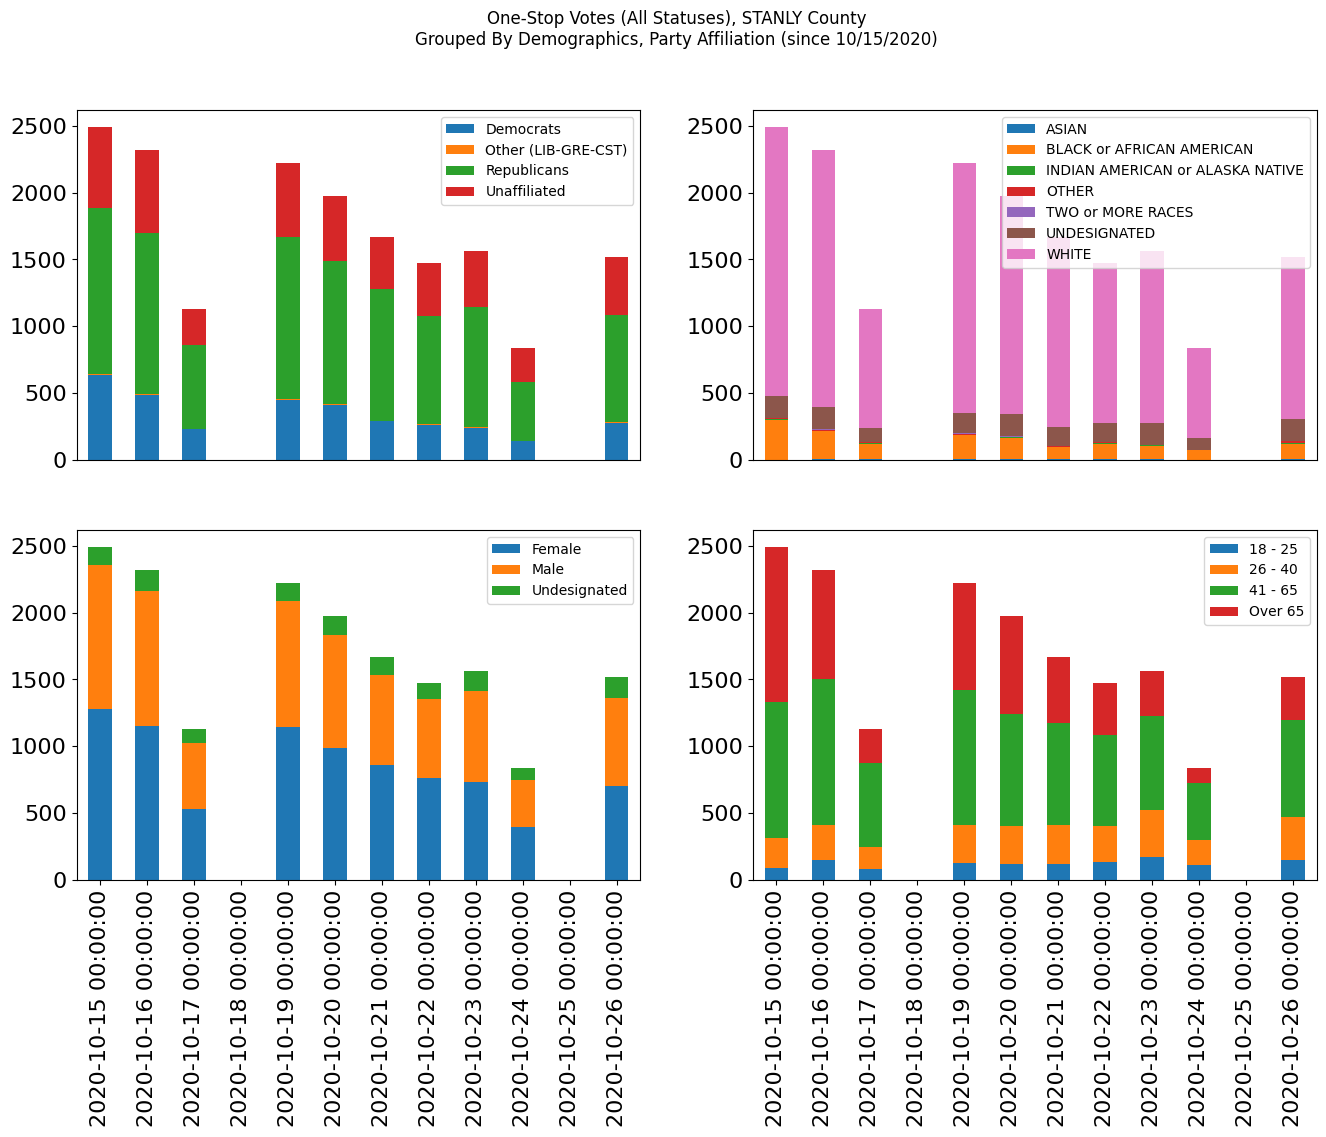 One-Stop Votes (All Statuses), STANLY County
Grouped By Demographics, Party Affiliation (since 10/15/2020)
2500
2000
1500
1000
500
0
Democrats
Other (LIB-GRE-CST)
Republicans
Unaffiliated
2500
2000
1500
1000
500
0
ASIAN
BLACK or AFRICAN AMERICAN
INDIAN AMERICAN or ALASKA NATIVE
OTHER
TWO or MORE RACES
UNDESIGNATED
WHITE
2500
2000
1500
1000
500
0
Female
Male
Undesignated
2020-10-15 00:00:00
2020-10-16 00:00:00
2020-10-17 00:00:00
2020-10-18 00:00:00
2020-10-19 00:00:00
2020-10-20 00:00:00
2020-10-21 00:00:00
2020-10-22 00:00:00
2020-10-23 00:00:00
2020-10-24 00:00:00
2020-10-25 00:00:00
2020-10-26 00:00:00
2500
2000
1500
1000
500
0
18 - 25
26 - 40
41 - 65
Over 65
2020-10-15 00:00:00
2020-10-16 00:00:00
2020-10-17 00:00:00
2020-10-18 00:00:00
2020-10-19 00:00:00
2020-10-20 00:00:00
2020-10-21 00:00:00
2020-10-22 00:00:00
2020-10-23 00:00:00
2020-10-24 00:00:00
2020-10-25 00:00:00
2020-10-26 00:00:00